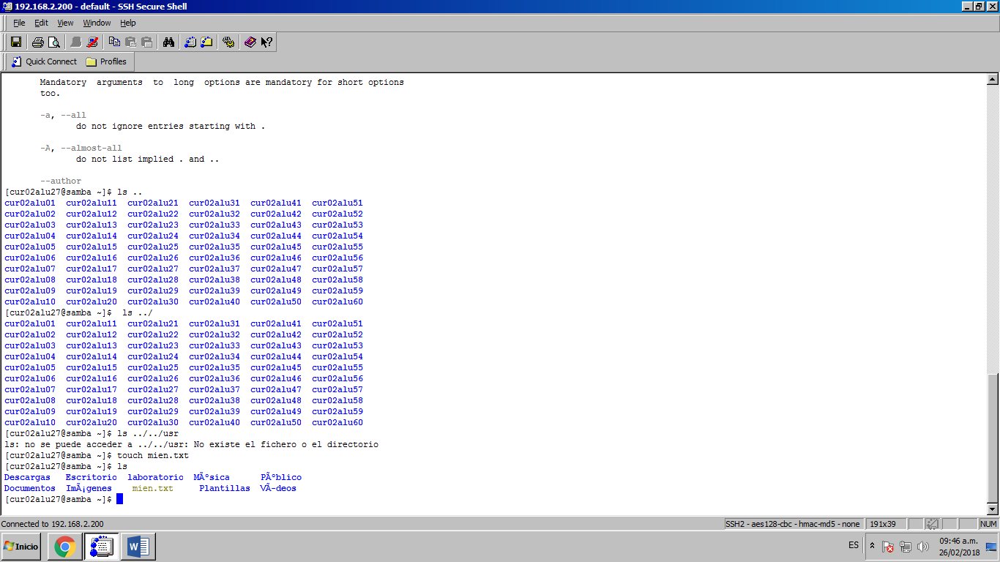 192.168.2.200 - default - SSH Secure Shell
File Edit View Window Help
Quick Connect Profiles
Mandatory arguments to long options are mandatory for short options
too.
-a, --all
do not ignore entries starting with .
-A, --almost-all
do not list implied . and ..
--author
[cur02alu27@samba ~]$ ls ..
cur02alu01 cur02alu11 cur02alu21 cur02alu31 cur02alu41 cur02alu51
cur02alu02 cur02alu12 cur02alu22 cur02alu32 cur02alu42 cur02alu52
cur02alu03 cur02alu13 cur02alu23 cur02alu33 cur02alu43 cur02alu53
cur02alu04 cur02alu14 cur02alu24 cur02alu34 cur02alu44 cur02alu54
cur02alu05 cur02alu15 cur02alu25 cur02alu35 cur02alu45 cur02alu55
cur02alu06 cur02alu16 cur02alu26 cur02alu36 cur02alu46 cur02alu56
cur02alu07 cur02alu17 cur02alu27 cur02alu37 cur02alu47 cur02alu57
cur02alu08 cur02alu18 cur02alu28 cur02alu38 cur02alu48 cur02alu58
cur02alu09 cur02alu19 cur02alu29 cur02alu39 cur02alu49 cur02alu59
cur02alu10 cur02alu20 cur02alu30 cur02alu40 cur02alu50 cur02alu60
[cur02alu27@samba ~]$  ls ../
cur02alu01 cur02alu11 cur02alu21 cur02alu31 cur02alu41 cur02alu51
cur02alu02 cur02alu12 cur02alu22 cur02alu32 cur02alu42 cur02alu52
cur02alu03 cur02alu13 cur02alu23 cur02alu33 cur02alu43 cur02alu53
cur02alu04 cur02alu14 cur02alu24 cur02alu34 cur02alu44 cur02alu54
cur02alu05 cur02alu15 cur02alu25 cur02alu35 cur02alu45 cur02alu55
cur02alu06 cur02alu16 cur02alu26 cur02alu36 cur02alu46 cur02alu56
cur02alu07 cur02alu17 cur02alu27 cur02alu37 cur02alu47 cur02alu57
cur02alu08 cur02alu18 cur02alu28 cur02alu38 cur02alu48 cur02alu58
cur02alu09 cur02alu19 cur02alu29 cur02alu39 cur02alu49 cur02alu59
cur02alu10 cur02alu20 cur02alu30 cur02alu40 cur02alu50 cur02alu60
[cur02alu27@samba ~]$ ls ../../usr
ls: no se puede acceder a ../../usr: No existe el fichero o el directorio
[cur02alu27@samba ~]$ touch mien.txt
[cur02alu27@samba ~]$ ls
Descargas Escritorio laboratorio MÃºsica PÃºblico
Documentos ImÃ¡genes mien.txt Plantillas VÃ-deos
[cur02alu27@samba ~]$
Connected to 192.168.2.200 SSH2 - aes128-cbc - hmac-md5 - none 191x39 NUM
Inicio ES 09:46 a.m.
26/02/2018